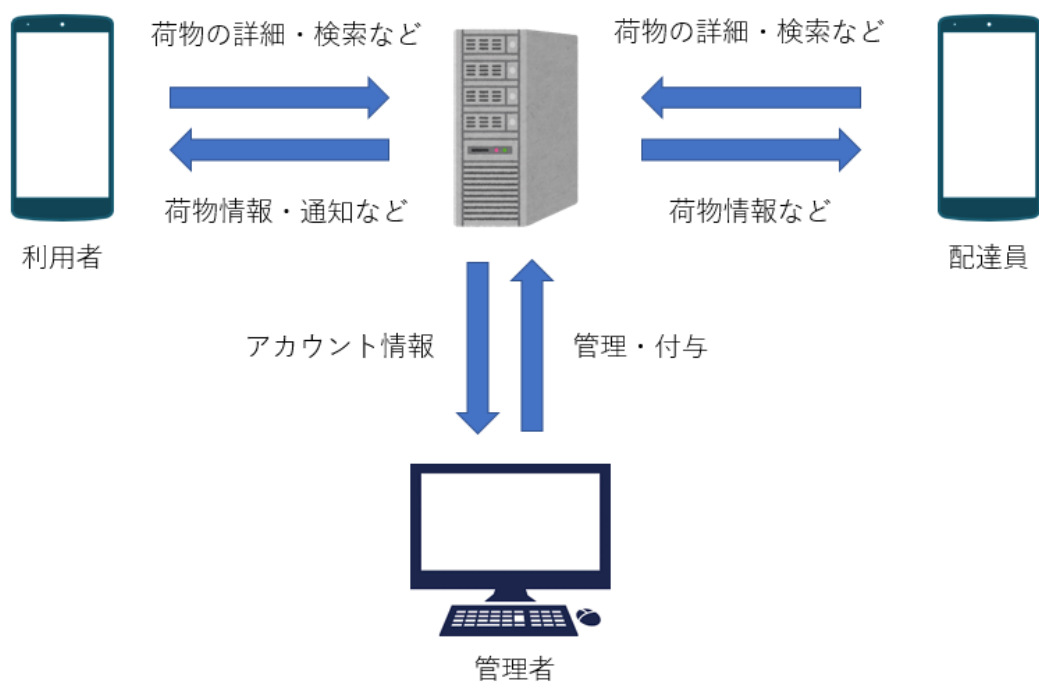 荷物の詳細・検索など
荷物の詳細・検索など
荷物情報・通知など
荷物情報など
利用者
配達員
アカウント情報
管理・付与
管理者